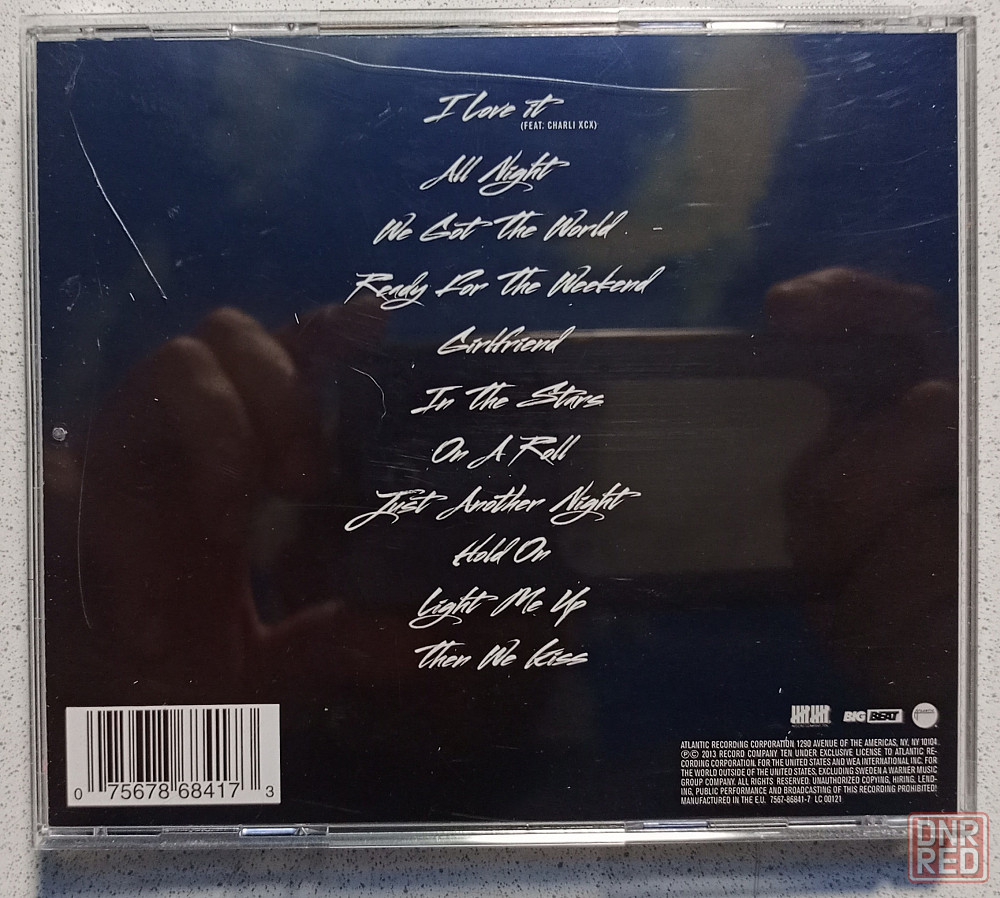 I Love it
(FEAT. CHARLI XCX)
All Night
We Got The World
Ready For The Weekend
Girlfriend
In The Stars
On A Roll
Just Another Night
Hold On
Light Me Up
Then We Kiss
BIG BEAT
ATLANTIC RECORDING CORPORATION 1290 AVENUE OF THE AMERICAS, NY, NY 10104.
℗© 2013 RECORD COMPANY TEN UNDER EXCLUSIVE LICENSE TO ATLANTIC RE-
CORDING CORPORATION. FOR THE UNITED STATES AND WEA INTERNATIONAL INC. FOR
THE WORLD OUTSIDE OF THE UNITED STATES, EXCLUDING SWEDEN A WARNER MUSIC
GROUP COMPANY. ALL RIGHTS RESERVED. UNAUTHORIZED COPYING, HIRING, LEND-
ING, PUBLIC PERFORMANCE AND BROADCASTING OF THIS RECORDING PROHIBITED!
MANUFACTURED IN THE E.U. 7567-86841-7 LC 00121
0 75678 68417 3
DNR
RED